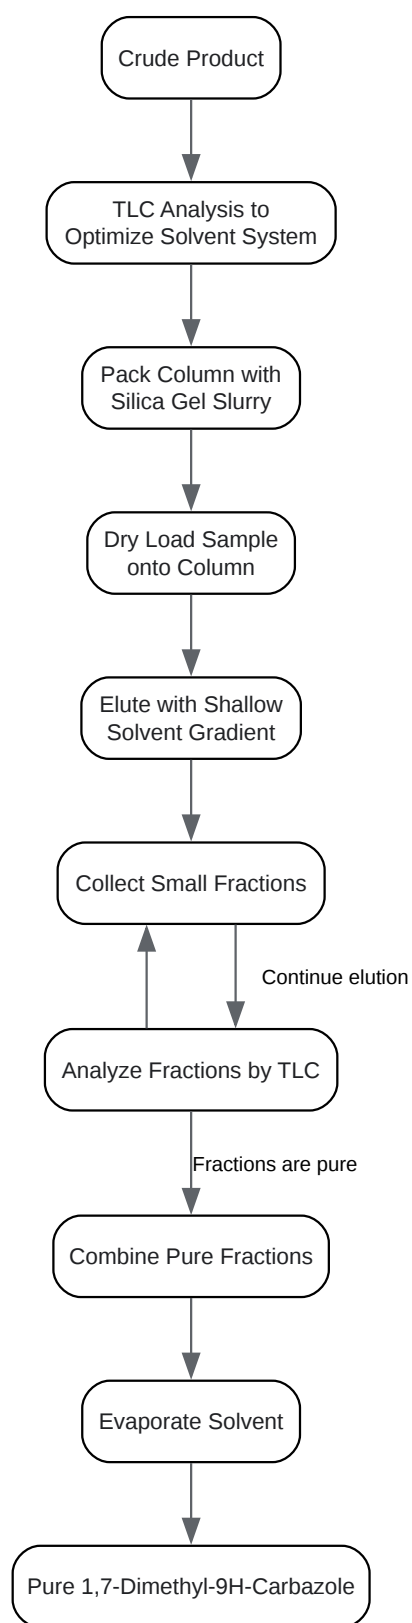 Crude Product
TLC Analysis to
Optimize Solvent System
Pack Column with
Silica Gel Slurry
Dry Load Sample
onto Column
Elute with Shallow
Solvent Gradient
Collect Small Fractions
Continue elution
Analyze Fractions by TLC
Fractions are pure
Combine Pure Fractions
Evaporate Solvent
Pure 1,7-Dimethyl-9H-Carbazole